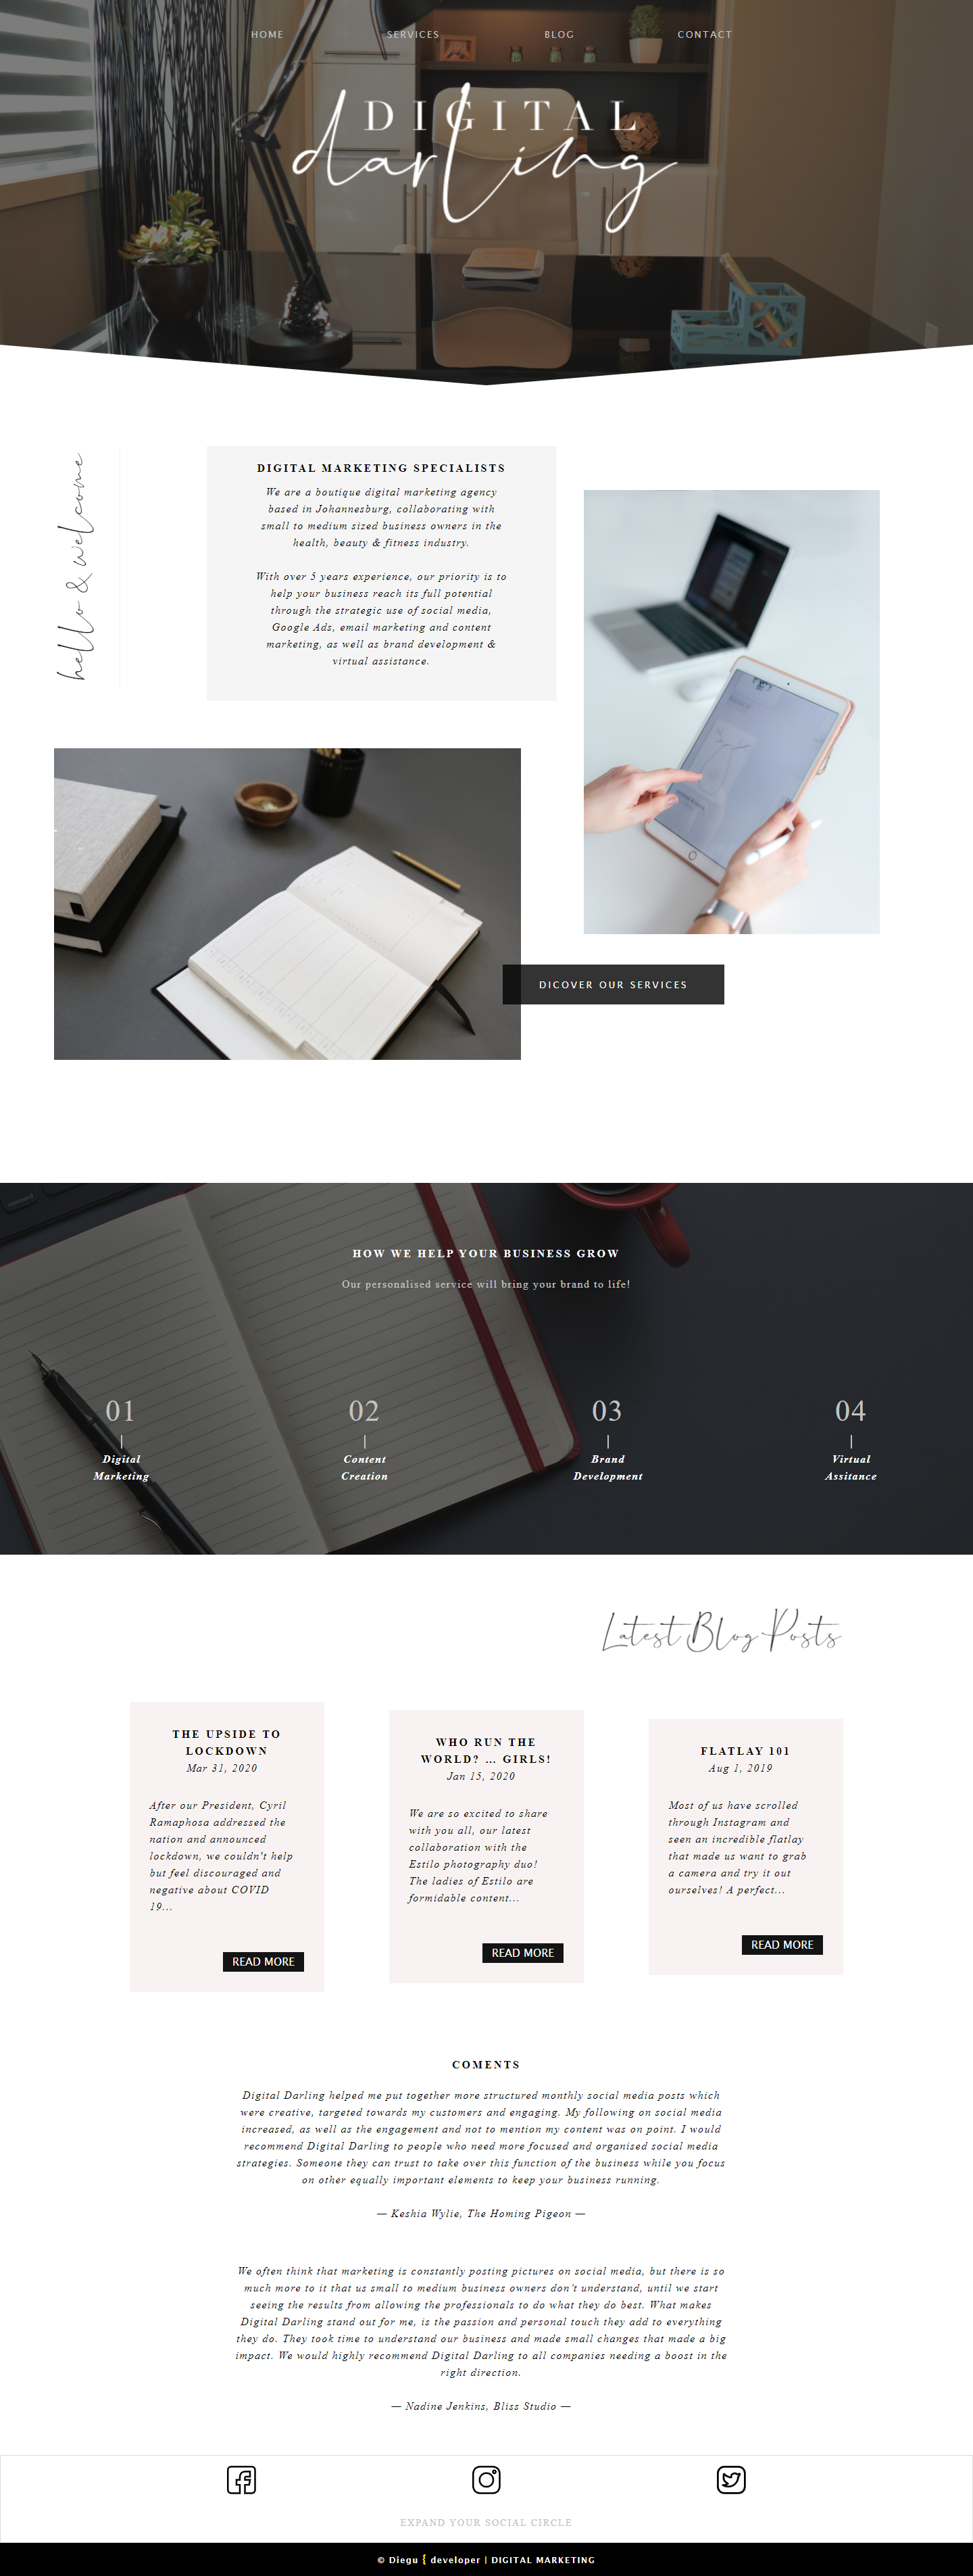 HOME SERVICES BLOG CONTACT
DIGITAL
darling
hello & welcome
DIGITAL MARKETING SPECIALISTS
We are a boutique digital marketing agency
based in Johannesburg, collaborating with
small to medium sized business owners in the
health, beauty & fitness industry.
With over 5 years experience, our priority is to
help your business reach its full potential
through the strategic use of social media,
Google Ads, email marketing and content
marketing, as well as brand development &
virtual assistance.
DICOVER OUR SERVICES
HOW WE HELP YOUR BUSINESS GROW
Our personalised service will bring your brand to life!
01
|
Digital
Marketing
02
|
Content
Creation
03
|
Brand
Development
04
|
Virtual
Assitance
Latest Blog Posts
THE UPSIDE TO
LOCKDOWN
Mar 31, 2020
After our President, Cyril
Ramaphosa addressed the
nation and announced
lockdown, we couldn't help
but feel discouraged and
negative about COVID
19...
READ MORE
WHO RUN THE
WORLD? ... GIRLS!
Jan 15, 2020
We are so excited to share
with you all, our latest
collaboration with the
Estilo photography duo!
The ladies of Estilo are
formidable content...
READ MORE
FLATLAY 101
Aug 1, 2019
Most of us have scrolled
through Instagram and
seen an incredible flatlay
that made us want to grab
a camera and try it out
ourselves! A perfect...
READ MORE
COMENTS
Digital Darling helped me put together more structured monthly social media posts which
were creative, targeted towards my customers and engaging. My following on social media
increased, as well as the engagement and not to mention my content was on point. I would
recommend Digital Darling to people who need more focused and organised social media
strategies. Someone they can trust to take over this function of the business while you focus
on other equally important elements to keep your business running.
— Keshia Wylie, The Homing Pigeon —
We often think that marketing is constantly posting pictures on social media, but there is so
much more to it that us small to medium business owners don't understand, until we start
seeing the results from allowing the professionals to do what they do best. What makes
Digital Darling stand out for me, is the passion and personal touch they add to everything
they do. They took time to understand our business and made small changes that made a big
impact. We would highly recommend Digital Darling to all companies needing a boost in the
right direction.
— Nadine Jenkins, Bliss Studio —
EXPAND YOUR SOCIAL CIRCLE
© Diegu { developer | DIGITAL MARKETING